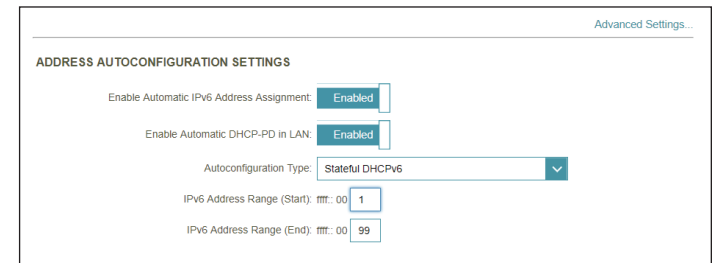 Advanced Settings...
ADDRESS AUTOCONFIGURATION SETTINGS
Enable Automatic IPv6 Address Assignment: Enabled
Enable Automatic DHCP-PD in LAN: Enabled
Autoconfiguration Type: Stateful DHCPv6
IPv6 Address Range (Start): ffff:: 00 1
IPv6 Address Range (End): ffff:: 00 99